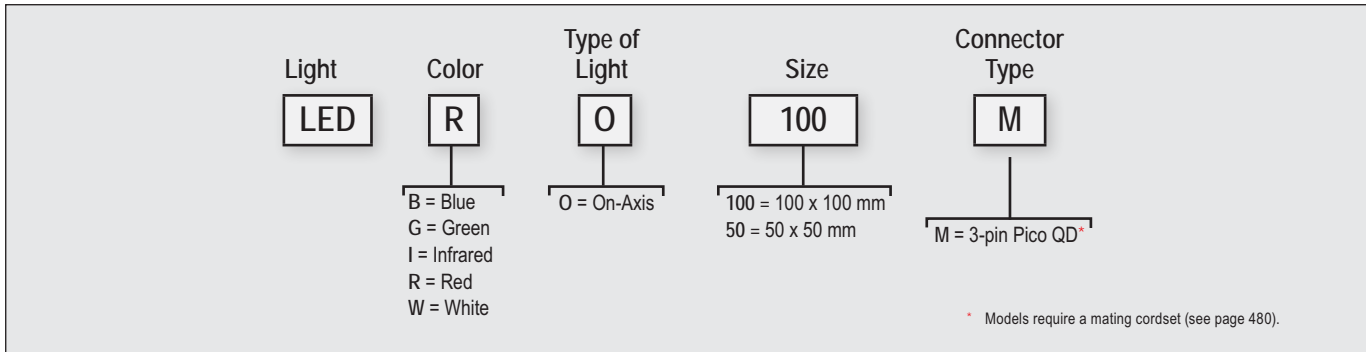 Light
LED
Color
R
B = Blue
G = Green
I = Infrared
R = Red
W = White
Type of
Light
O
O = On-Axis
Size
100
100 = 100 x 100 mm
50 = 50 x 50 mm
Connector
Type
M
M = 3-pin Pico QD*
* Models require a mating cordset (see page 480).